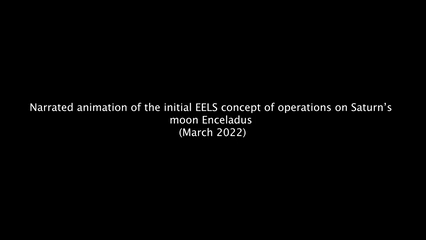 Narrated animation of the initial EELS concept of operations on Saturn’s
moon Enceladus
(March 2022)